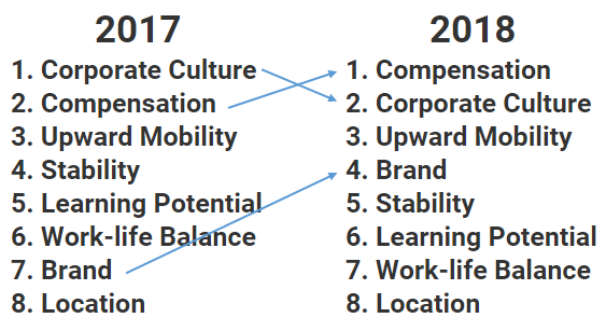 2017
1. Corporate Culture
2. Compensation
3. Upward Mobility
4. Stability
5. Learning Potential
6. Work-life Balance
7. Brand
8. Location
2018
1. Compensation
2. Corporate Culture
3. Upward Mobility
4. Brand
5. Stability
6. Learning Potential
7. Work-life Balance
8. Location